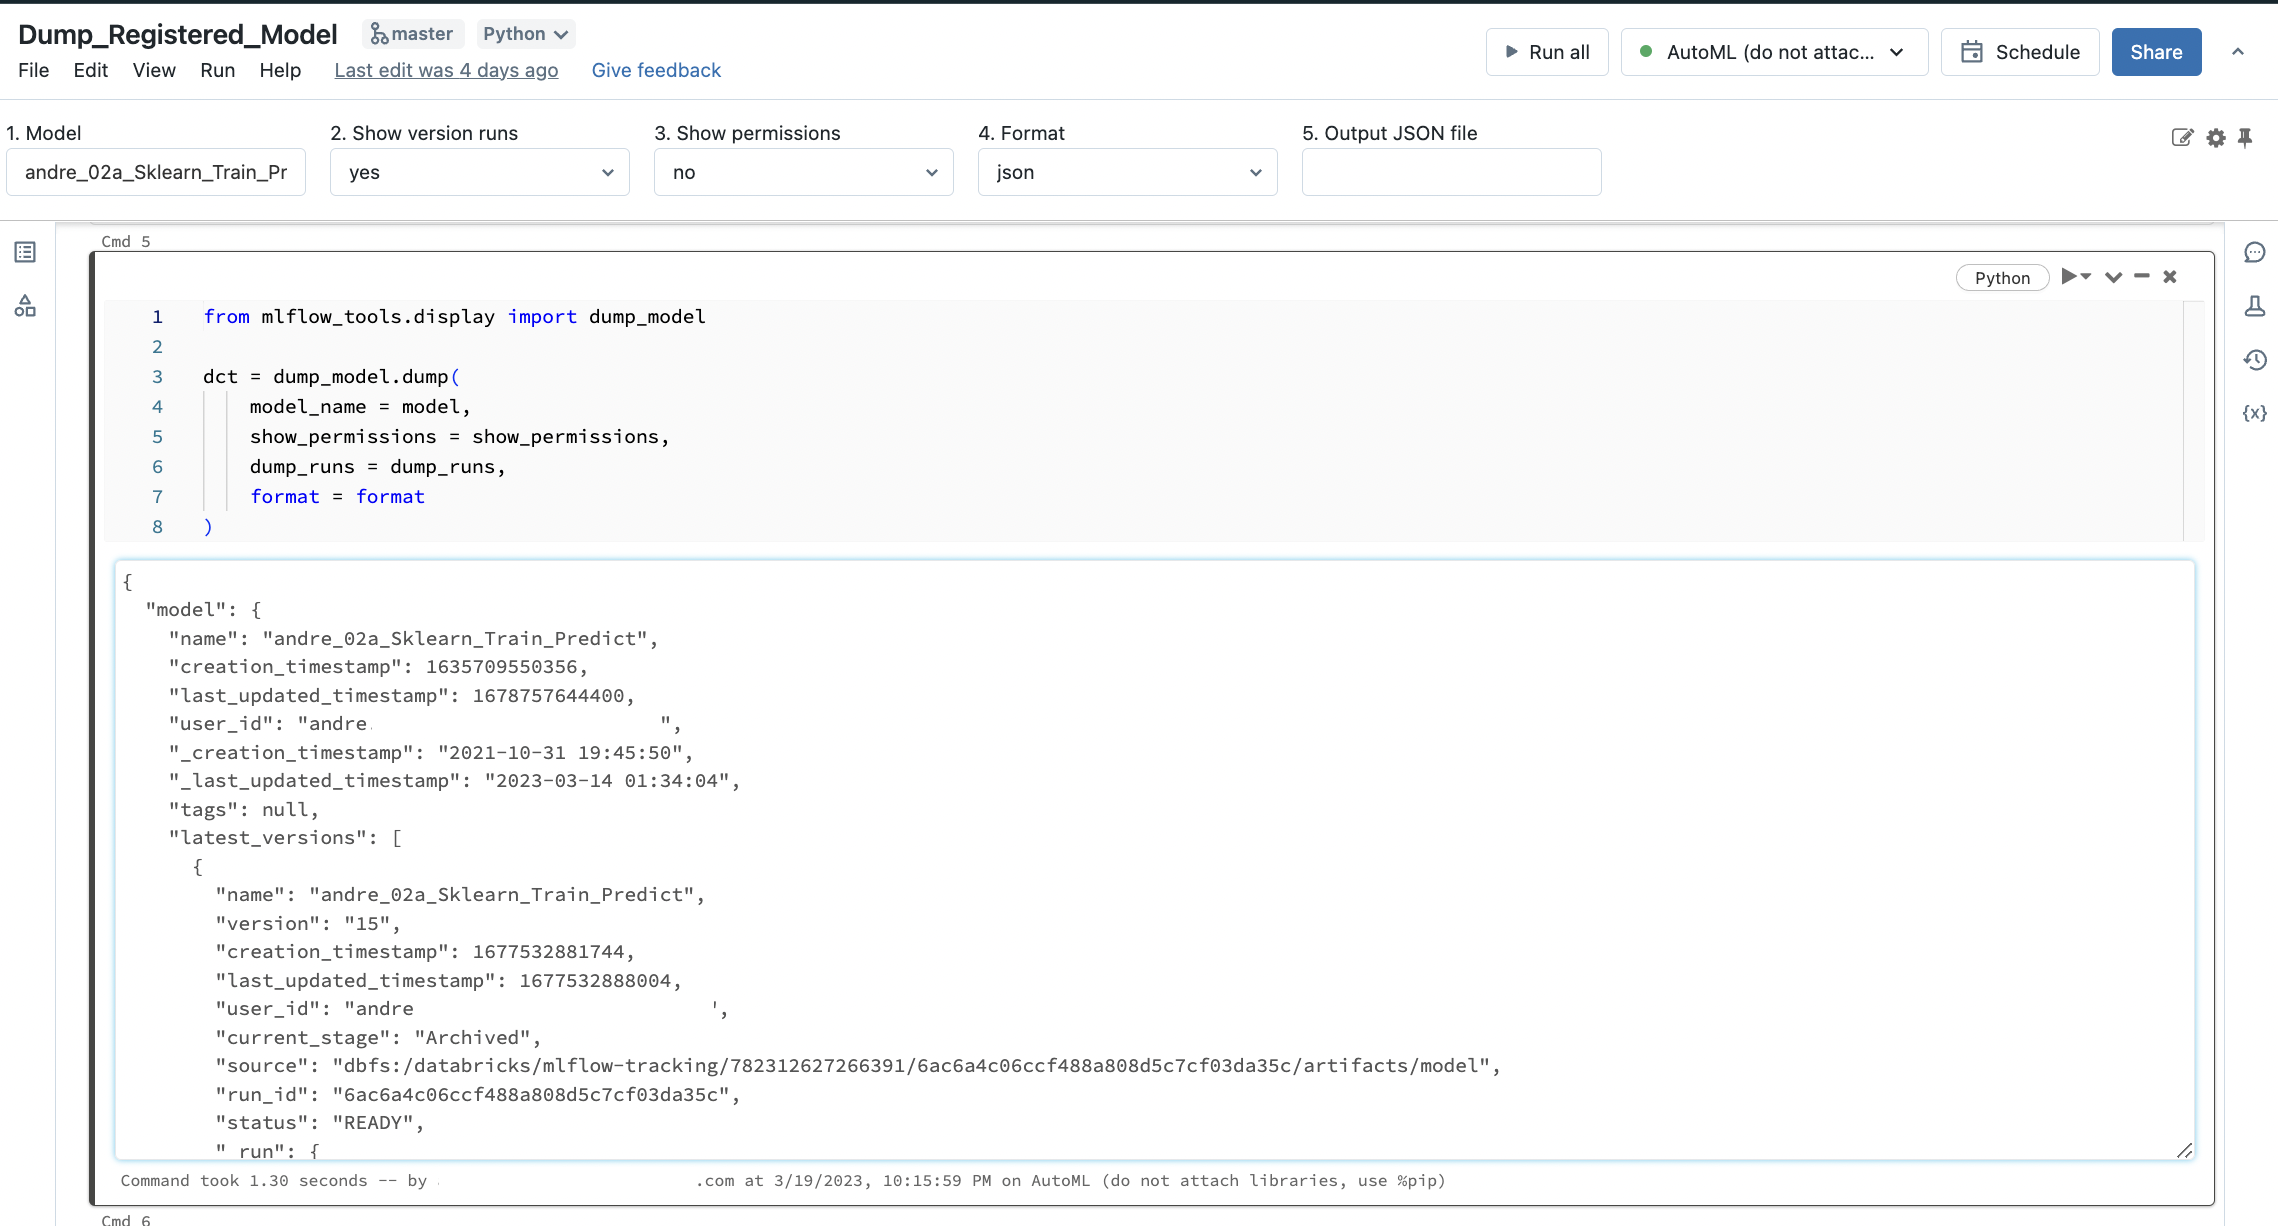 Dump_Registered_Model master Python
File Edit View Run Help Last edit was 4 days ago Give feedback
Run all AutoML (do not attac... Schedule Share
1. Model 2. Show version runs 3. Show permissions 4. Format 5. Output JSON file
andre_02a_Sklearn_Train_Pr yes no json
Cmd 5
Python
1 from mlflow_tools.display import dump_model
2
3 dct = dump_model.dump(
4 model_name = model,
5 show_permissions = show_permissions,
6 dump_runs = dump_runs,
7 format = format
8 )
{
"model": {
"name": "andre_02a_Sklearn_Train_Predict",
"creation_timestamp": 1635709550356,
"last_updated_timestamp": 1678757644400,
"user_id": "andre. ",
"_creation_timestamp": "2021-10-31 19:45:50",
"_last_updated_timestamp": "2023-03-14 01:34:04",
"tags": null,
"latest_versions": [
{
"name": "andre_02a_Sklearn_Train_Predict",
"version": "15",
"creation_timestamp": 1677532881744,
"last_updated_timestamp": 1677532888004,
"user_id": "andre ',
"current_stage": "Archived",
"source": "dbfs:/databricks/mlflow-tracking/782312627266391/6ac6a4c06ccf488a808d5c7cf03da35c/artifacts/model",
"run_id": "6ac6a4c06ccf488a808d5c7cf03da35c",
"status": "READY",
"_run": {
Command took 1.30 seconds -- by .com at 3/19/2023, 10:15:59 PM on AutoML (do not attach libraries, use %pip)
Cmd 6
{x}